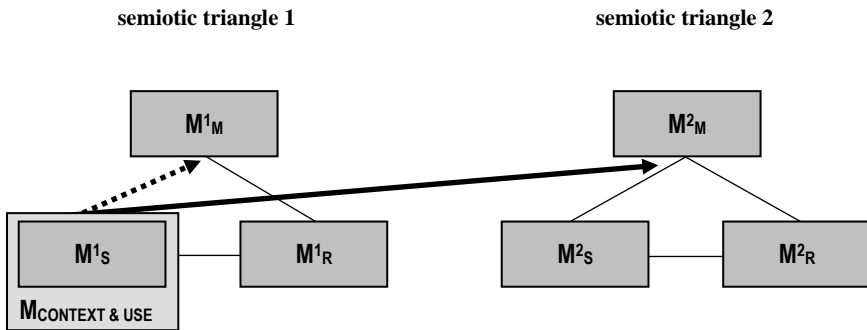 semiotic triangle 1 semiotic triangle 2
M¹M M²M
M¹S M¹R M²S M²R
MCONTEXT & USE